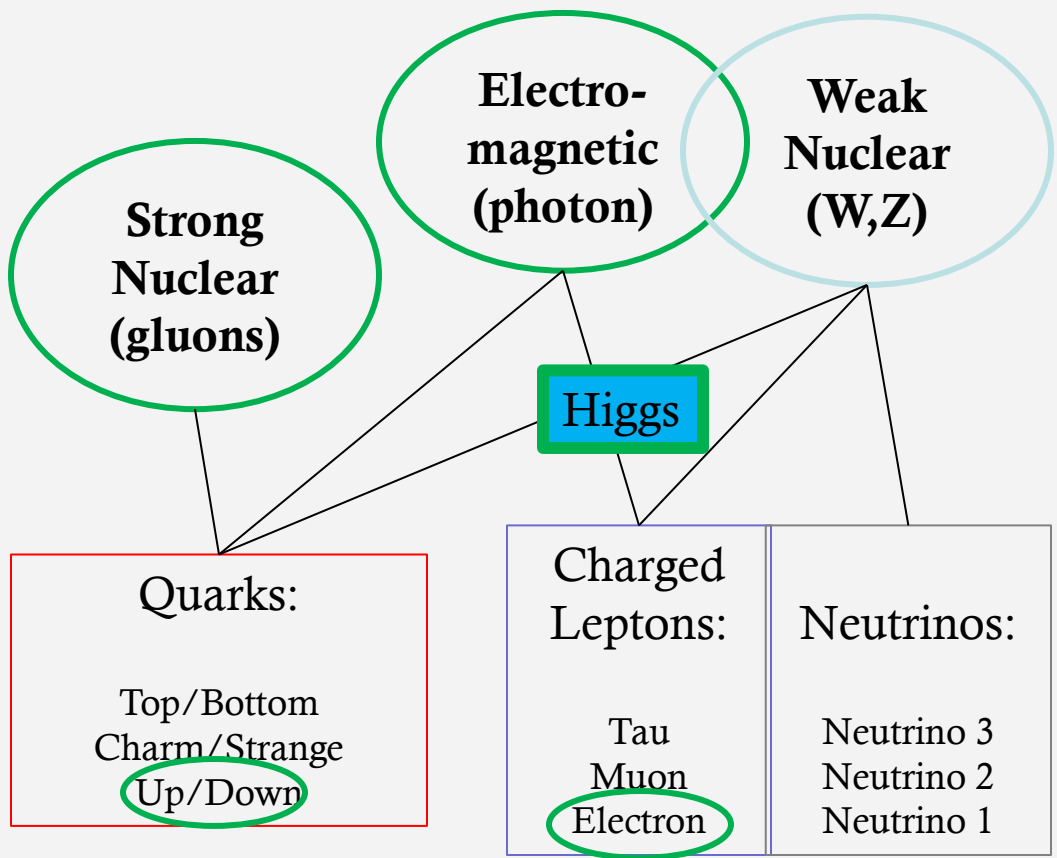 Electro-
magnetic
(photon)
Weak
Nuclear
(W,Z)
Strong
Nuclear
(gluons)
Higgs
Quarks:
Top/Bottom
Charm/Strange
Up/Down
Charged
Leptons:
Tau
Muon
Electron
Neutrinos:
Neutrino 3
Neutrino 2
Neutrino 1